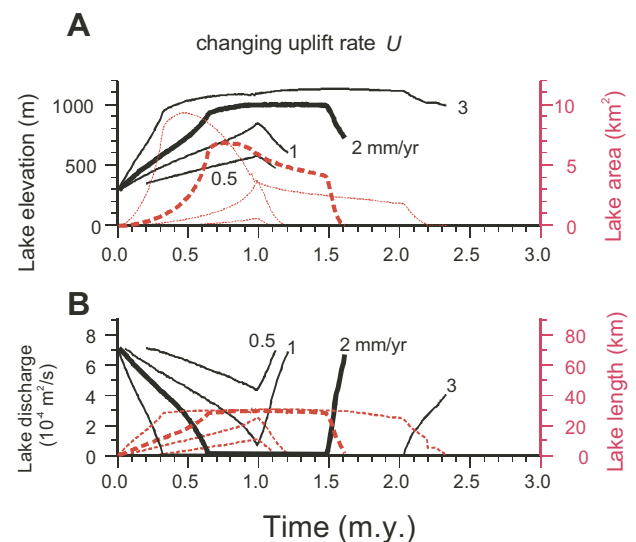 A
changing uplift rate U
Lake elevation (m)
1000
500
0
3
2 mm/yr
1
0.5
10
5
0
Lake area (km²)
0.0 0.5 1.0 1.5 2.0 2.5 3.0
B
Lake discharge
(10⁻⁴ m²/s)
8
6
4
2
0
0.5
1
2 mm/yr
3
80
60
40
20
0
Lake length (km)
0.0 0.5 1.0 1.5 2.0 2.5 3.0
Time (m.y.)